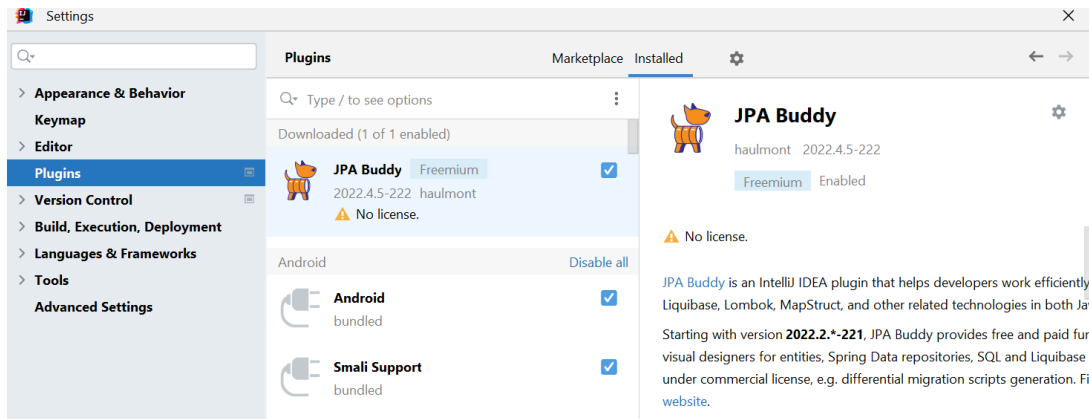 Settings
Plugins
Marketplace Installed
Appearance & Behavior
Keymap
Editor
Plugins
Version Control
Build, Execution, Deployment
Languages & Frameworks
Tools
Advanced Settings
Type / to see options
Downloaded (1 of 1 enabled)
JPA Buddy Freemium
2022.4.5-222 haulmont
No license.
Android Disable all
Android
bundled
Smali Support
bundled
JPA Buddy
haulmont 2022.4.5-222
Freemium Enabled
No license.
JPA Buddy is an IntelliJ IDEA plugin that helps developers work efficiently
Liquibase, Lombok, MapStruct, and other related technologies in both Ja
Starting with version 2022.2.*-221, JPA Buddy provides free and paid fur
visual designers for entities, Spring Data repositories, SQL and Liquibase
under commercial license, e.g. differential migration scripts generation. Fi
website.